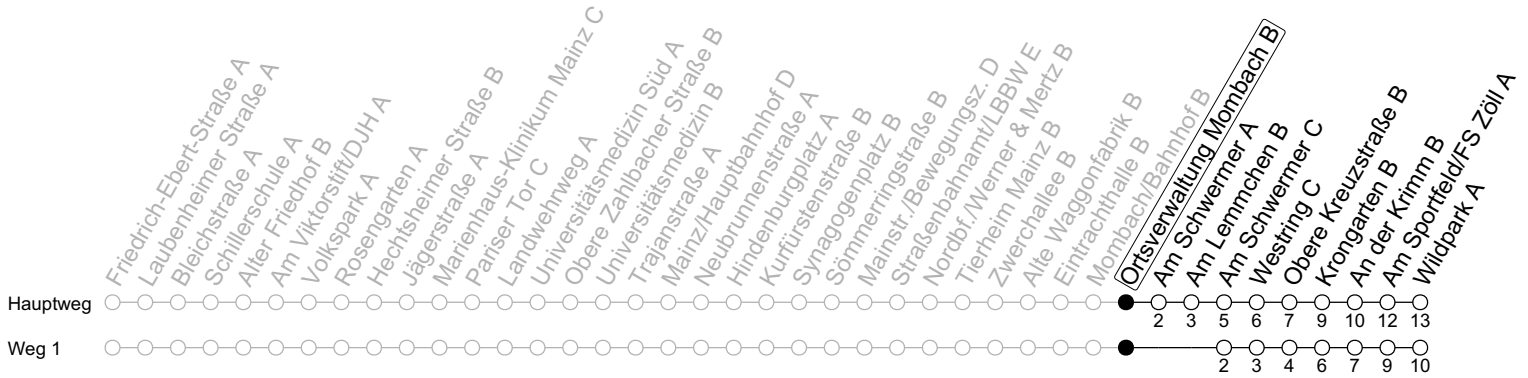 Friedrich-Ebert-Straße A
Laubenheimer Straße A
Bleichstraße A
Schillerschule A
Alter Friedhof B
Am Viktorstift/DJH A
Volkspark A
Rosengarten A
Hechtsheimer Straße B
Jägerstraße A
Marienhaus-Klinikum Mainz C
Pariser Tor C
Landwehrweg A
Universitätsmedizin Süd A
Obere Zahlbacher Straße B
Universitätsmedizin B
Trajanstraße A
Mainz/Hauptbahnhof D
Neubrunnenstraße A
Hindenburgplatz A
Kurfürstenstraße B
Synagogenplatz B
Sömmerringstraße B
Mainstr./Bewegungsz. D
Straßenbahnamt/LBBW E
Nordbf./Werner & Mertz B
Tierheim Mainz B
Zwerchallee B
Alte Waggonfabrik B
Eintrachthalle B
Mombach/Bahnhof B
Ortsverwaltung Mombach B
Am Schwermer A
Am Lemmchen B
Am Schwermer C
Westring C
Obere Kreuzstraße B
Krongarten B
An der Krimm B
Am Sportfeld/FS Zöll A
Wildpark A
Hauptweg
2 3 5 6 7 9 10 12 13
Weg 1
2 3 4 6 7 9 10